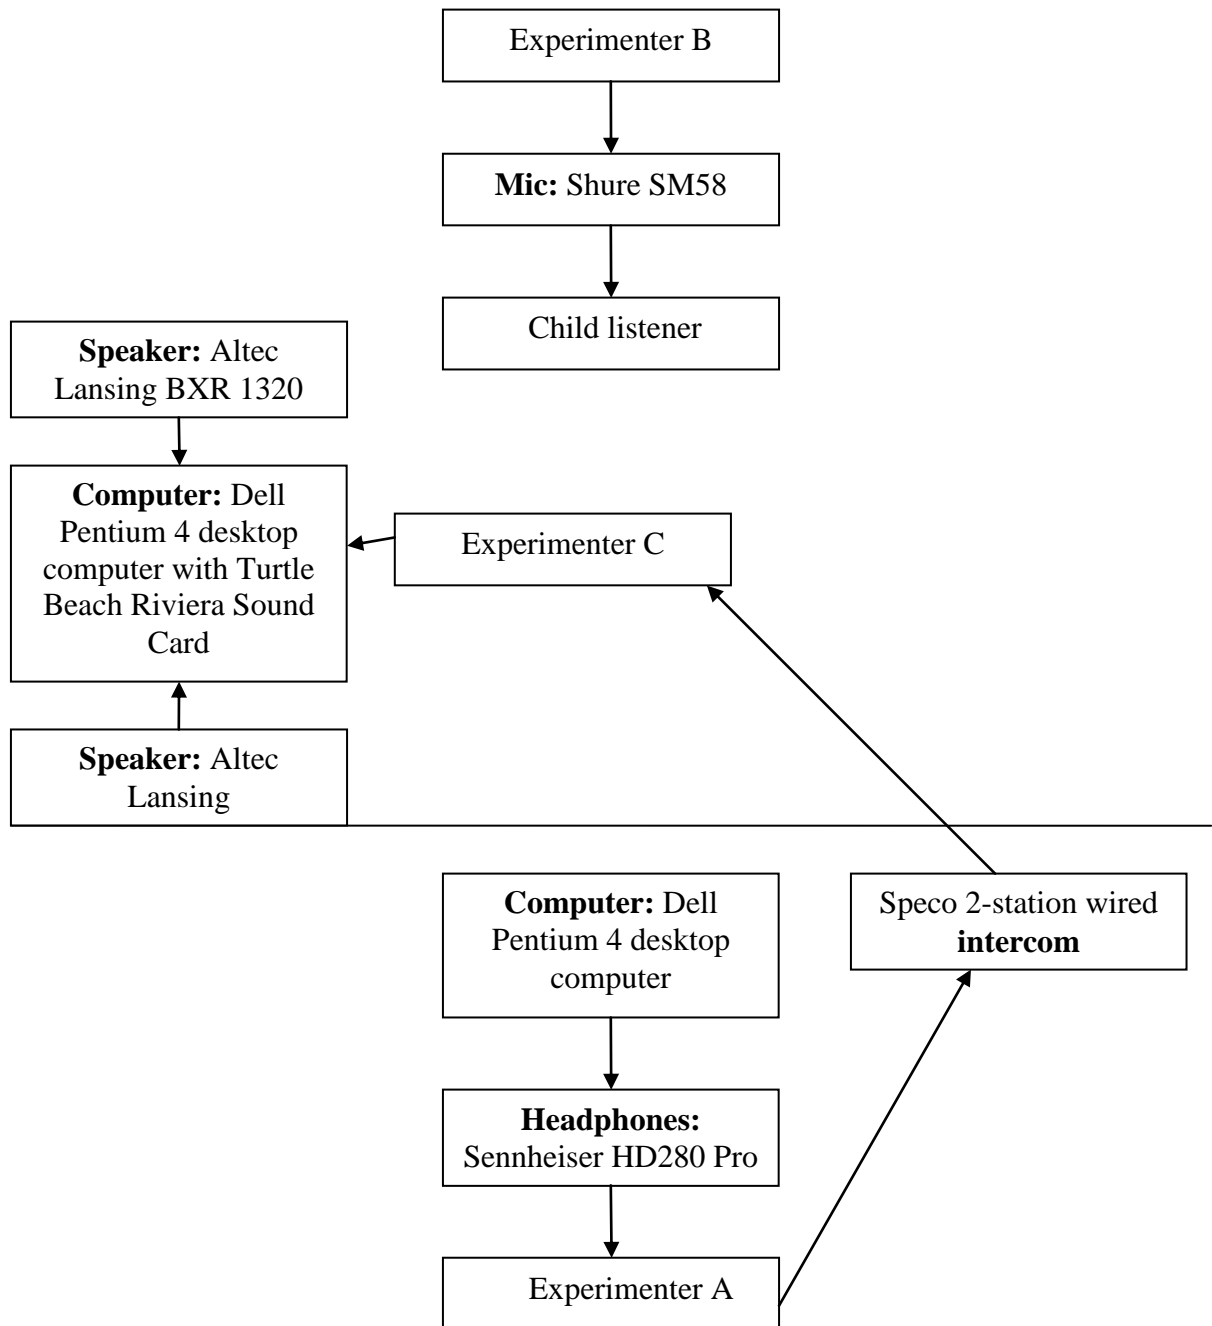 Experimenter B
Mic: Shure SM58
Child listener
Speaker: Altec
Lansing BXR 1320
Computer: Dell
Pentium 4 desktop
computer with Turtle
Beach Riviera Sound
Card
Experimenter C
Speaker: Altec
Lansing
Computer: Dell
Pentium 4 desktop
computer
Speco 2-station wired
intercom
Headphones:
Sennheiser HD280 Pro
Experimenter A